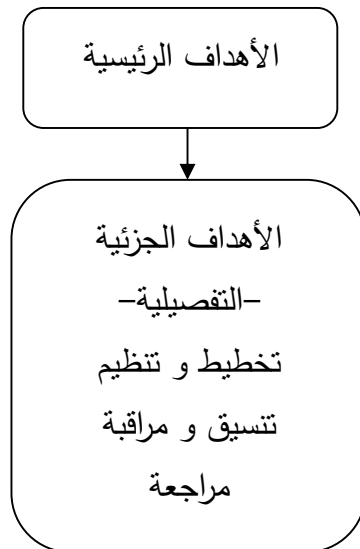 الأهداف الرئيسية
الأهداف الجزئية
–التفصيلية–
تخطيط و تنظيم
تنسيق و مراقبة
مراجعة